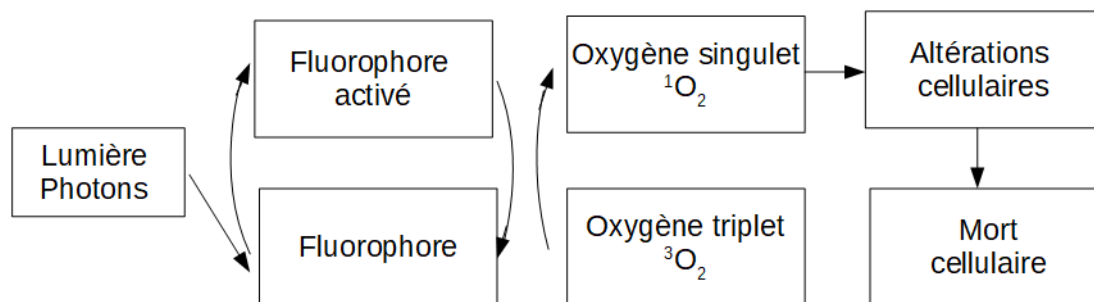 Lumière
Photons
Fluorophore
activé
Fluorophore
Oxygène singulet
¹O₂
Oxygène triplet
³O₂
Altérations
cellulaires
Mort
cellulaire